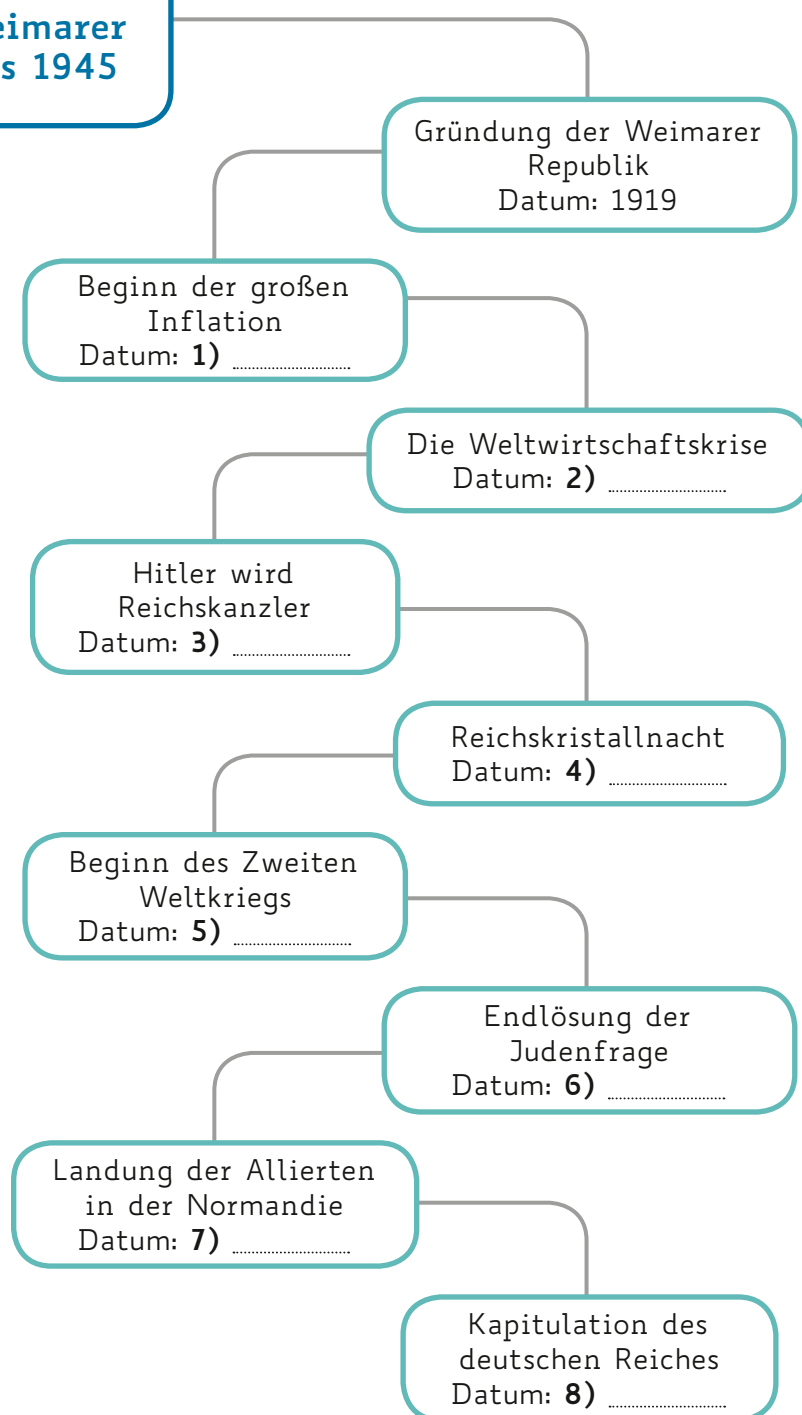 eimarer
s 1945
Gründung der Weimarer
Republik
Datum: 1919
Beginn der großen
Inflation
Datum: 1) ....................
Die Weltwirtschaftskrise
Datum: 2) ....................
Hitler wird
Reichskanzler
Datum: 3) ....................
Reichskristallnacht
Datum: 4) ....................
Beginn des Zweiten
Weltkriegs
Datum: 5) ....................
Endlösung der
Judenfrage
Datum: 6) ....................
Landung der Allierten
in der Normandie
Datum: 7) ....................
Kapitulation des
deutschen Reiches
Datum: 8) ....................